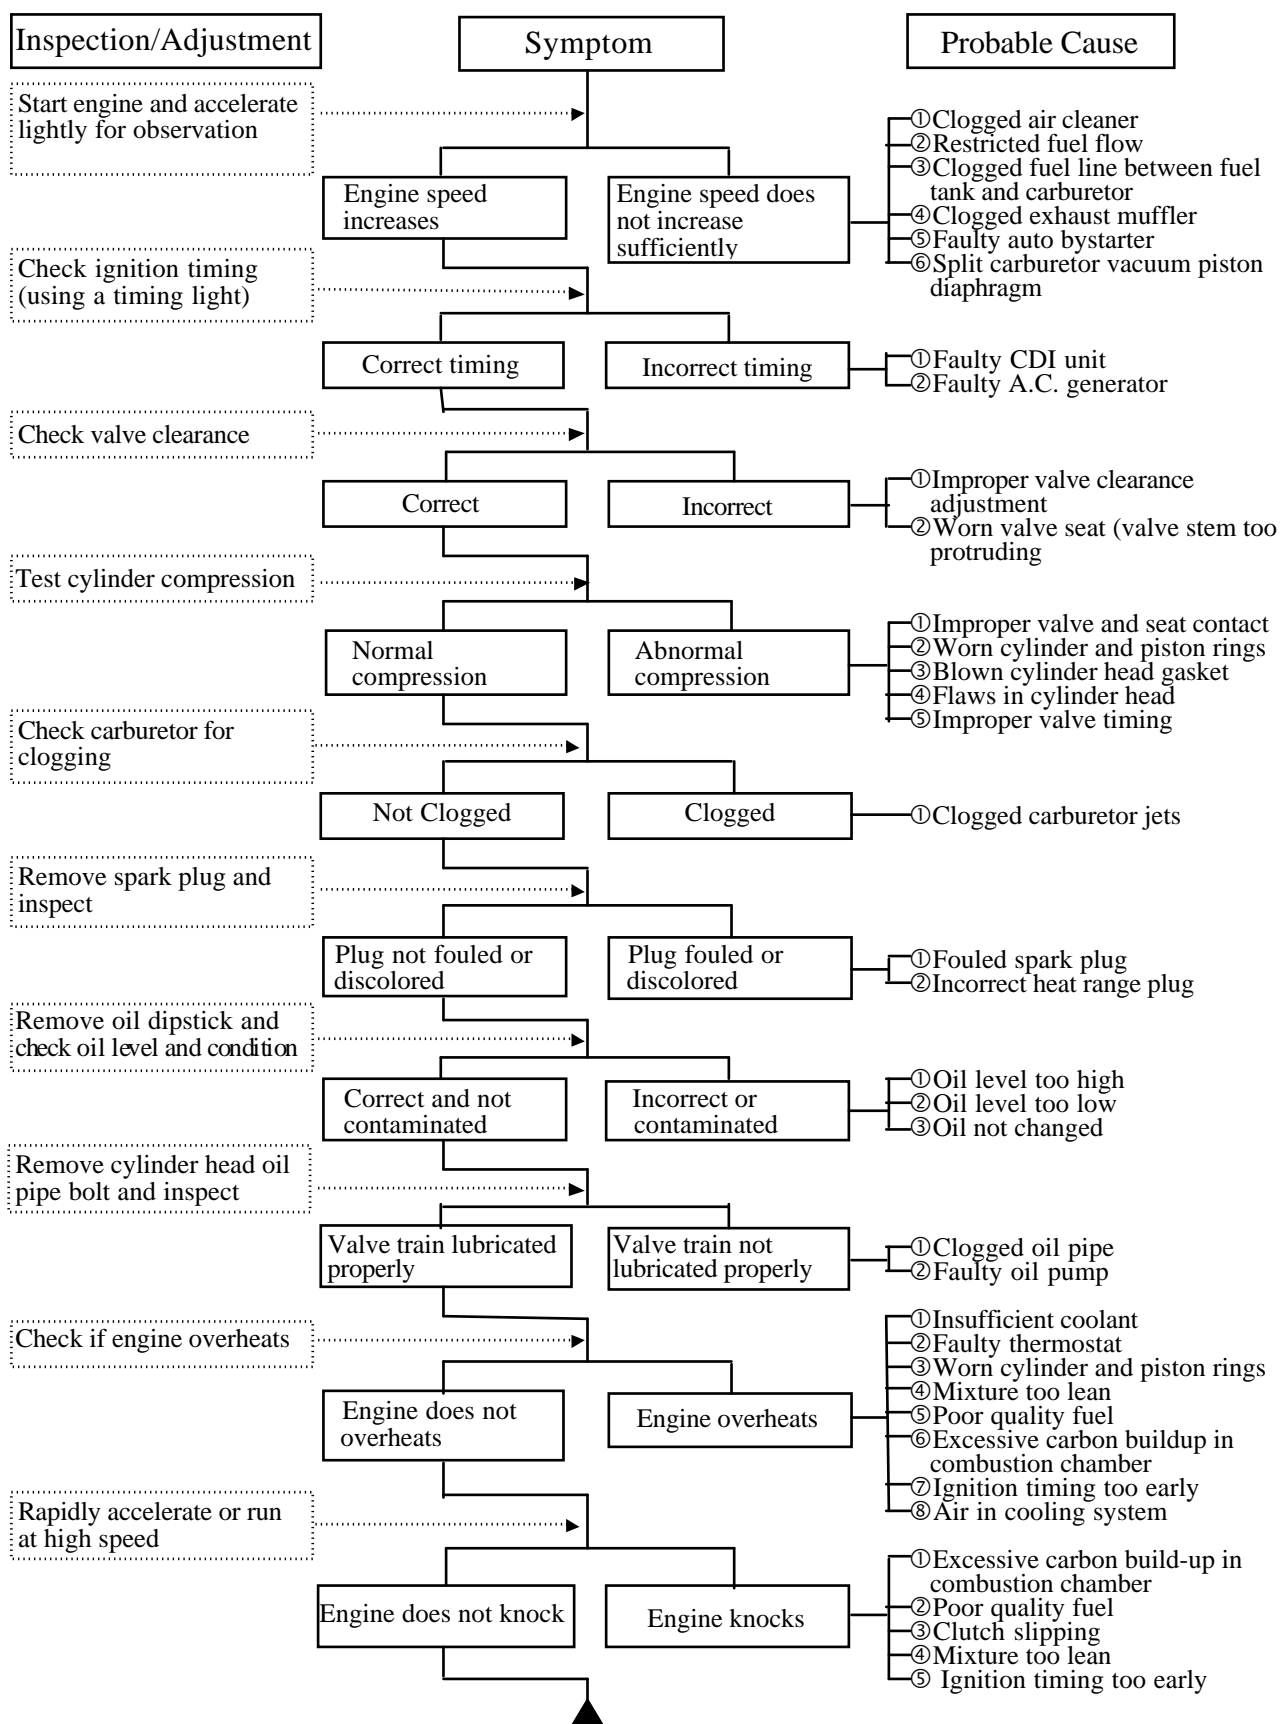 Inspection/Adjustment
Symptom
Probable Cause
Start engine and accelerate
lightly for observation
Engine speed
increases
Engine speed does
not increase
sufficiently
①Clogged air cleaner
②Restricted fuel flow
③Clogged fuel line between fuel
tank and carburetor
④Clogged exhaust muffler
⑤Faulty auto bystarter
⑥Split carburetor vacuum piston
diaphragm
Check ignition timing
(using a timing light)
Correct timing
Incorrect timing
①Faulty CDI unit
②Faulty A.C. generator
Check valve clearance
Correct
Incorrect
①Improper valve clearance
adjustment
②Worn valve seat (valve stem too
protruding
Test cylinder compression
Normal
compression
Abnormal
compression
①Improper valve and seat contact
②Worn cylinder and piston rings
③Blown cylinder head gasket
④Flaws in cylinder head
⑤Improper valve timing
Check carburetor for
clogging
Not Clogged
Clogged
①Clogged carburetor jets
Remove spark plug and
inspect
Plug not fouled or
discolored
Plug fouled or
discolored
①Fouled spark plug
②Incorrect heat range plug
Remove oil dipstick and
check oil level and condition
Correct and not
contaminated
Incorrect or
contaminated
①Oil level too high
②Oil level too low
③Oil not changed
Remove cylinder head oil
pipe bolt and inspect
Valve train lubricated
properly
Valve train not
lubricated properly
①Clogged oil pipe
②Faulty oil pump
Check if engine overheats
Engine does not
overheats
Engine overheats
①Insufficient coolant
②Faulty thermostat
③Worn cylinder and piston rings
④Mixture too lean
⑤Poor quality fuel
⑥Excessive carbon buildup in
combustion chamber
⑦Ignition timing too early
⑧Air in cooling system
Rapidly accelerate or run
at high speed
Engine does not knock
Engine knocks
①Excessive carbon build-up in
combustion chamber
②Poor quality fuel
③Clutch slipping
④Mixture too lean
⑤ Ignition timing too early